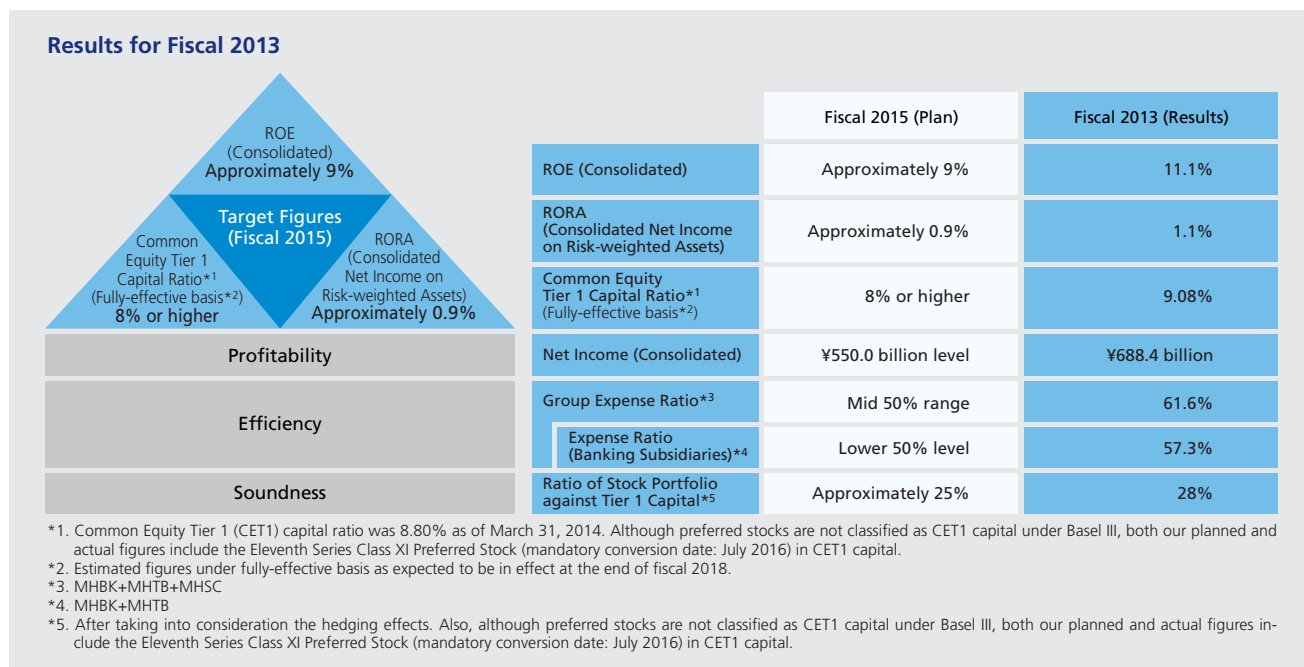 Results for Fiscal 2013
ROE
(Consolidated)
Approximately 9%
Target Figures
(Fiscal 2015)
Common
Equity Tier 1
Capital Ratio*1
(Fully-effective basis*2)
8% or higher
RORA
(Consolidated
Net Income on
Risk-weighted Assets)
Approximately 0.9%
Profitability
Efficiency
Soundness
Fiscal 2015 (Plan) Fiscal 2013 (Results)
ROE (Consolidated) Approximately 9% 11.1%
RORA
(Consolidated Net Income
on Risk-weighted Assets)
Approximately 0.9% 1.1%
Common Equity
Tier 1 Capital Ratio*1
(Fully-effective basis*2)
8% or higher 9.08%
Net Income (Consolidated) ¥550.0 billion level ¥688.4 billion
Group Expense Ratio*3 Mid 50% range 61.6%
Expense Ratio
(Banking Subsidiaries)*4
Lower 50% level 57.3%
Ratio of Stock Portfolio
against Tier 1 Capital*5
Approximately 25% 28%
*1. Common Equity Tier 1 (CET1) capital ratio was 8.80% as of March 31, 2014. Although preferred stocks are not classified as CET1 capital under Basel III, both our planned and
actual figures include the Eleventh Series Class XI Preferred Stock (mandatory conversion date: July 2016) in CET1 capital.
*2. Estimated figures under fully-effective basis as expected to be in effect at the end of fiscal 2018.
*3. MHBK+MHTB+MHSC
*4. MHBK+MHTB
*5. After taking into consideration the hedging effects. Also, although preferred stocks are not classified as CET1 capital under Basel III, both our planned and actual figures in-
clude the Eleventh Series Class XI Preferred Stock (mandatory conversion date: July 2016) in CET1 capital.